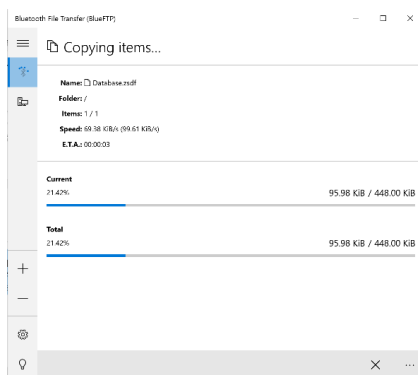 Bluetooth File Transfer (BlueFTP)
Copying items...
Name: Database.zsdf
Folder: /
Items: 1 / 1
Speed: 69.38 KiB/s (99.61 KiB/s)
E.T.A.: 00:00:03
Current
21.42% 95.98 KiB / 448.00 KiB
Total
21.42% 95.98 KiB / 448.00 KiB